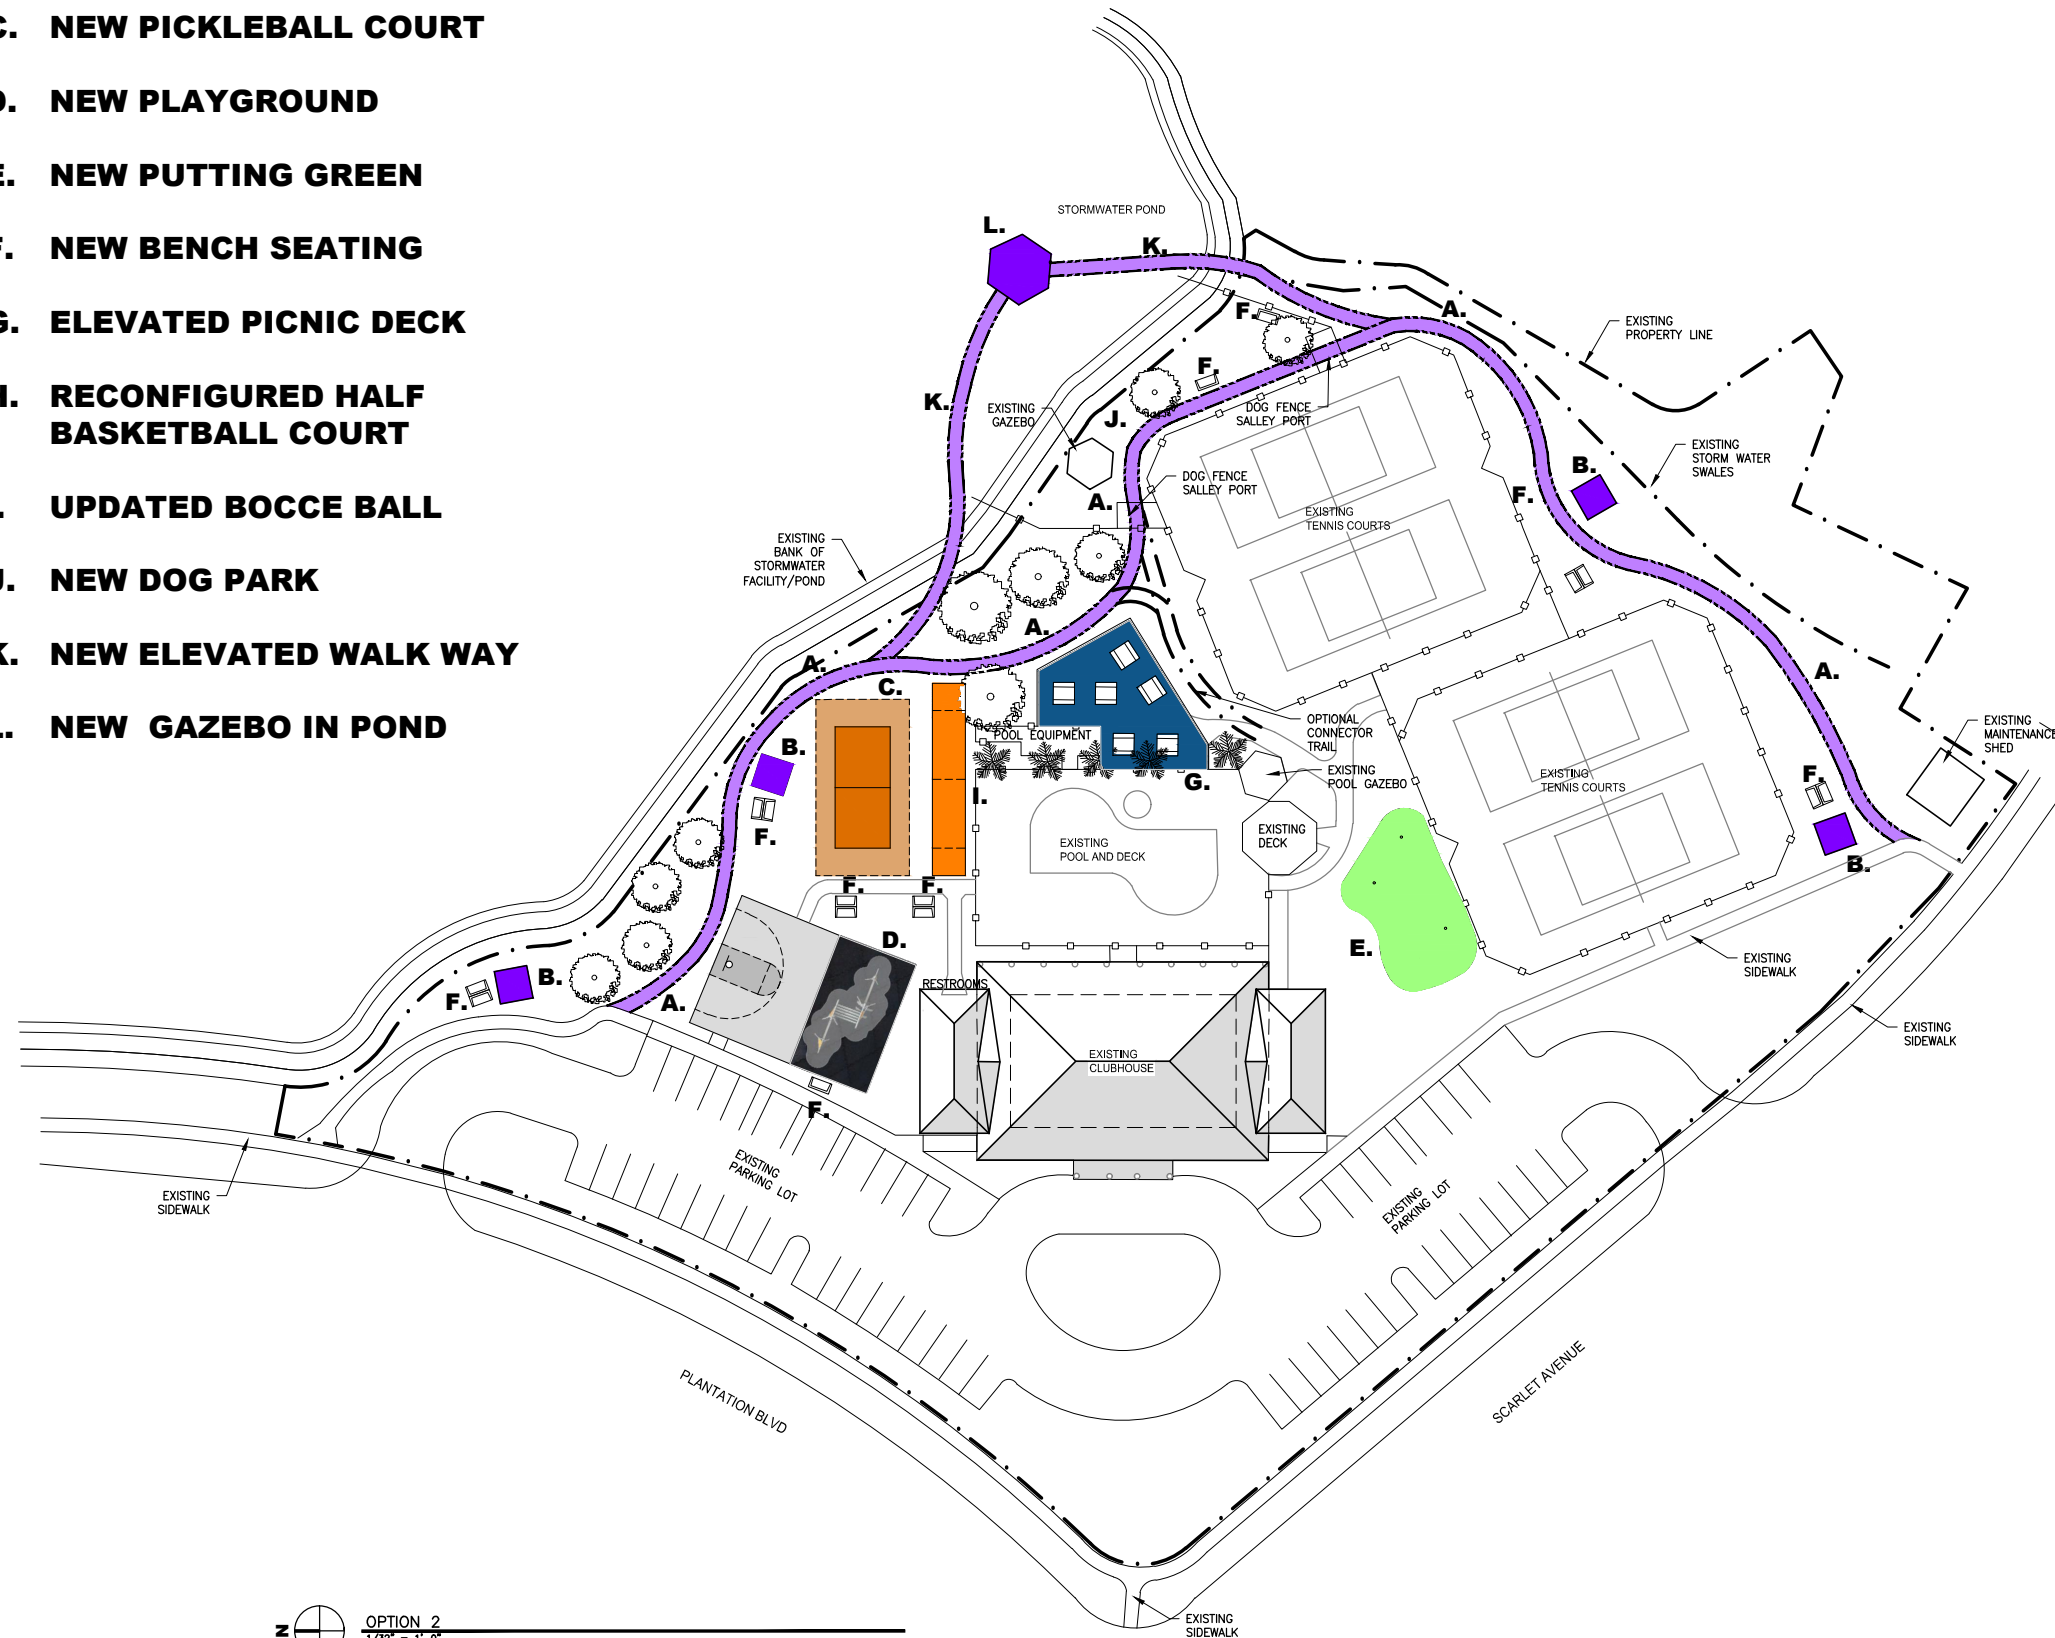 C. NEW PICKLEBALL COURT
D. NEW PLAYGROUND
E. NEW PUTTING GREEN
F. NEW BENCH SEATING
G. ELEVATED PICNIC DECK
H. RECONFIGURED HALF
BASKETBALL COURT
I. UPDATED BOCCE BALL
J. NEW DOG PARK
K. NEW ELEVATED WALK WAY
L. NEW GAZEBO IN POND
STORMWATER POND
L.
K.
F.
A.
EXISTING
PROPERTY LINE
F.
K.
EXISTING
GAZEBO
J.
DOG FENCE
SALLEY PORT
EXISTING
STORM WATER
SWALES
B.
DOG FENCE
SALLEY PORT
F.
A.
EXISTING
TENNIS COURTS
EXISTING
BANK OF
STORMWATER
FACILITY/POND
A.
A.
A.
C.
OPTIONAL
CONNECTOR
TRAIL
EXISTING
MAINTENANCE
SHED
POOL EQUIPMENT
B.
I.
G.
EXISTING
POOL GAZEBO
EXISTING
TENNIS COURTS
F.
F.
EXISTING
DECK
EXISTING
POOL AND DECK
B.
F.
F.
D.
E.
EXISTING
SIDEWALK
RESTROOMS
B.
F.
A.
EXISTING
SIDEWALK
EXISTING
CLUBHOUSE
F.
EXISTING
PARKING LOT
EXISTING
PARKING LOT
EXISTING
SIDEWALK
PLANTATION BLVD
SCARLET AVENUE
EXISTING
SIDEWALK
N
OPTION 2
1/32" = 1'-0"